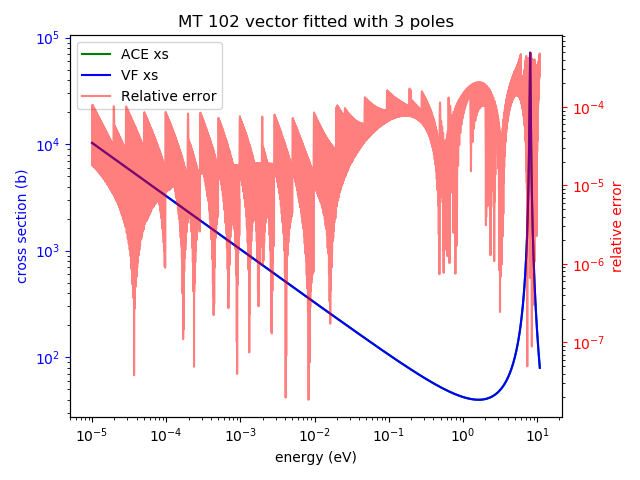 MT 102 vector fitted with 3 poles
ACE xs
VF xs
Relative error
cross section (b)
10^5
10^4
10^3
10^2
relative error
10^-4
10^-5
10^-6
10^-7
10^-5 10^-4 10^-3 10^-2 10^-1 10^0 10^1
energy (eV)